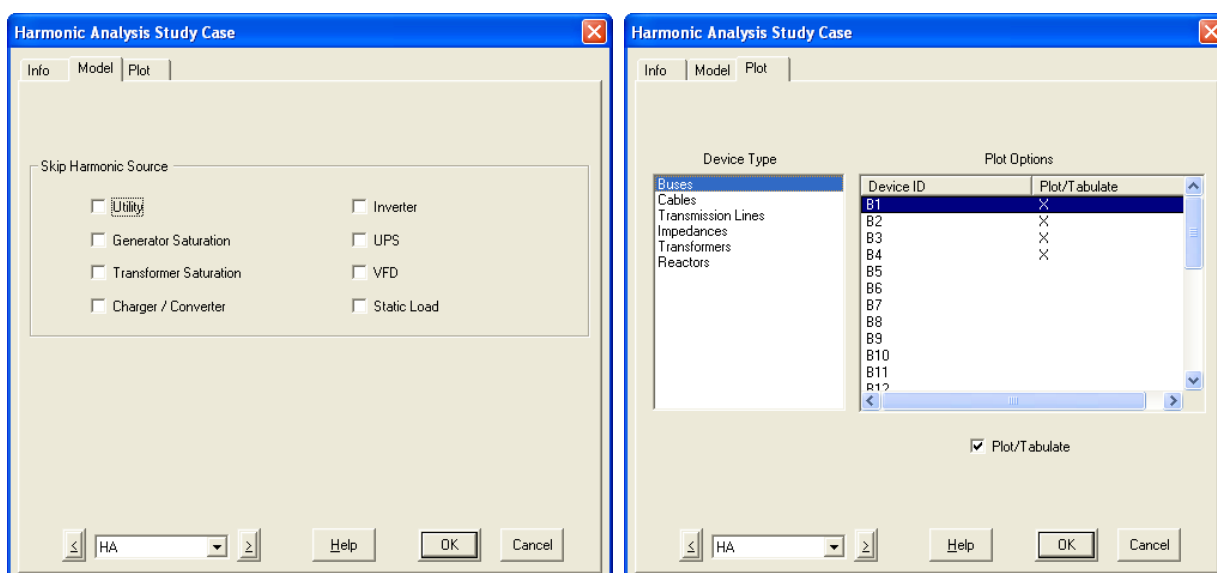 Harmonic Analysis Study Case
Info Model Plot
Skip Harmonic Source
Utility Inverter
Generator Saturation UPS
Transformer Saturation VFD
Charger / Converter Static Load
< HA > Help OK Cancel
Harmonic Analysis Study Case
Info Model Plot
Device Type Plot Options
Buses
Cables
Transmission Lines
Impedances
Transformers
Reactors
Device ID Plot/Tabulate
B1 X
B2 X
B3 X
B4 X
B5
B6
B7
B8
B9
B10
B11
B12
Plot/Tabulate
< HA > Help OK Cancel